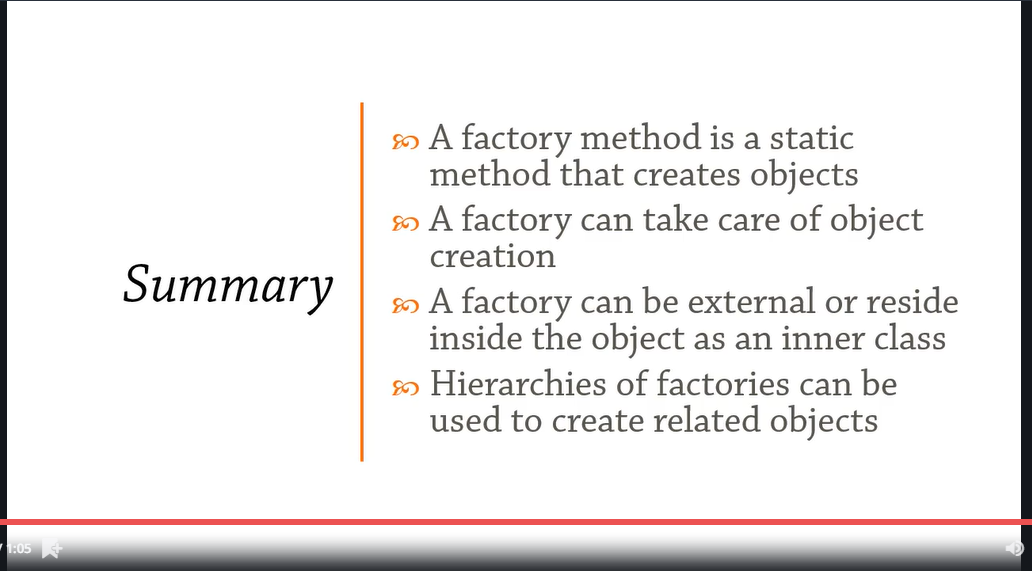 Summary
A factory method is a static
method that creates objects
A factory can take care of object
creation
A factory can be external or reside
inside the object as an inner class
Hierarchies of factories can be
used to create related objects
/ 1:05